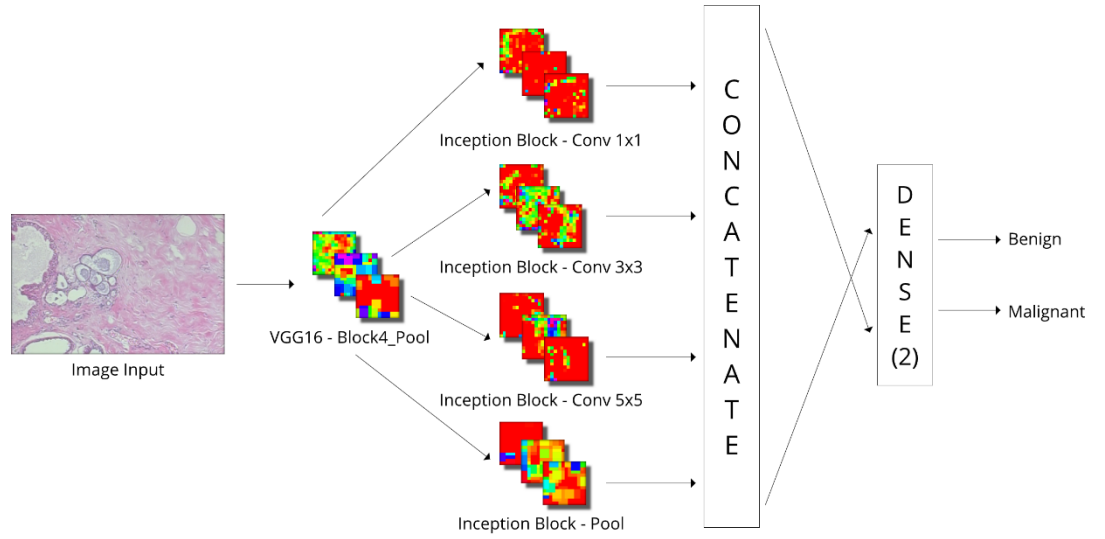 Image Input
VGG16 - Block4_Pool
Inception Block - Conv 1x1
Inception Block - Conv 3x3
Inception Block - Conv 5x5
Inception Block - Pool
C
O
N
C
A
T
E
N
A
T
E
D
E
N
S
E
(2)
Benign
Malignant